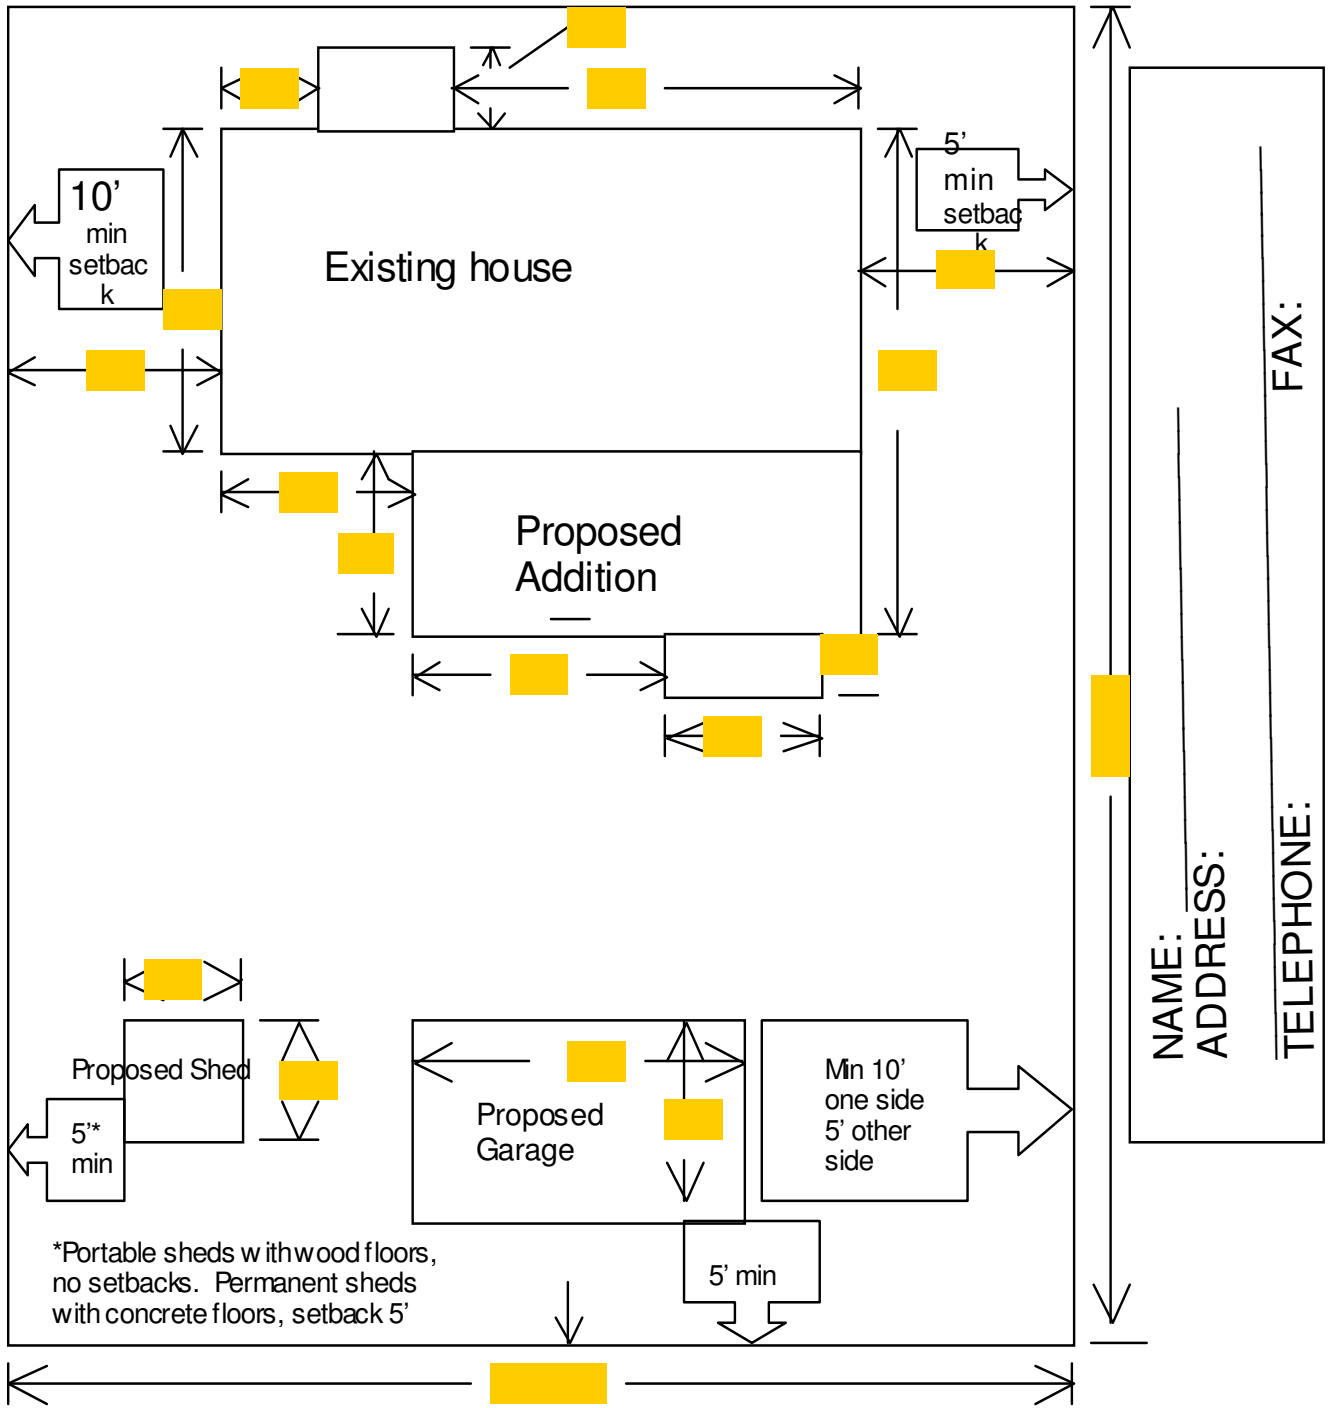 5’
min
setbac
k
10’
min
setbac
k
Existing house
Proposed
Addition
Proposed Shed
5’*
min
Proposed
Garage
Min 10’
one side
5’ other
side
*Portable sheds with wood floors,
no setbacks. Permanent sheds
with concrete floors, setback 5’
5’ min
NAME:
ADDRESS:
TELEPHONE:
FAX: